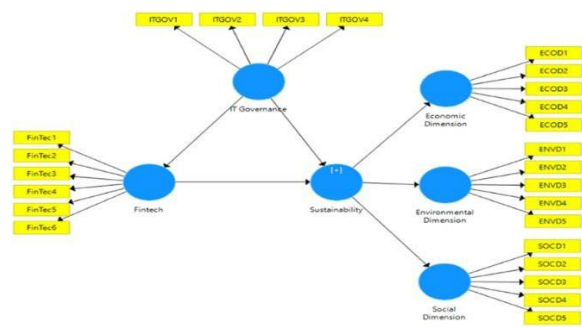 ITGOV1 ITGOV2 ITGOV3 ITGOV4
IT Governance
FinTec1
FinTec2
FinTec3
FinTec4
FinTec5
FinTec6
Fintech
[+]
Sustainability
Economic
Dimension
ECOD1
ECOD2
ECOD3
ECOD4
ECOD5
Environmental
Dimension
ENVD1
ENVD2
ENVD3
ENVD4
ENVD5
Social
Dimension
SOCD1
SOCD2
SOCD3
SOCD4
SOCD5